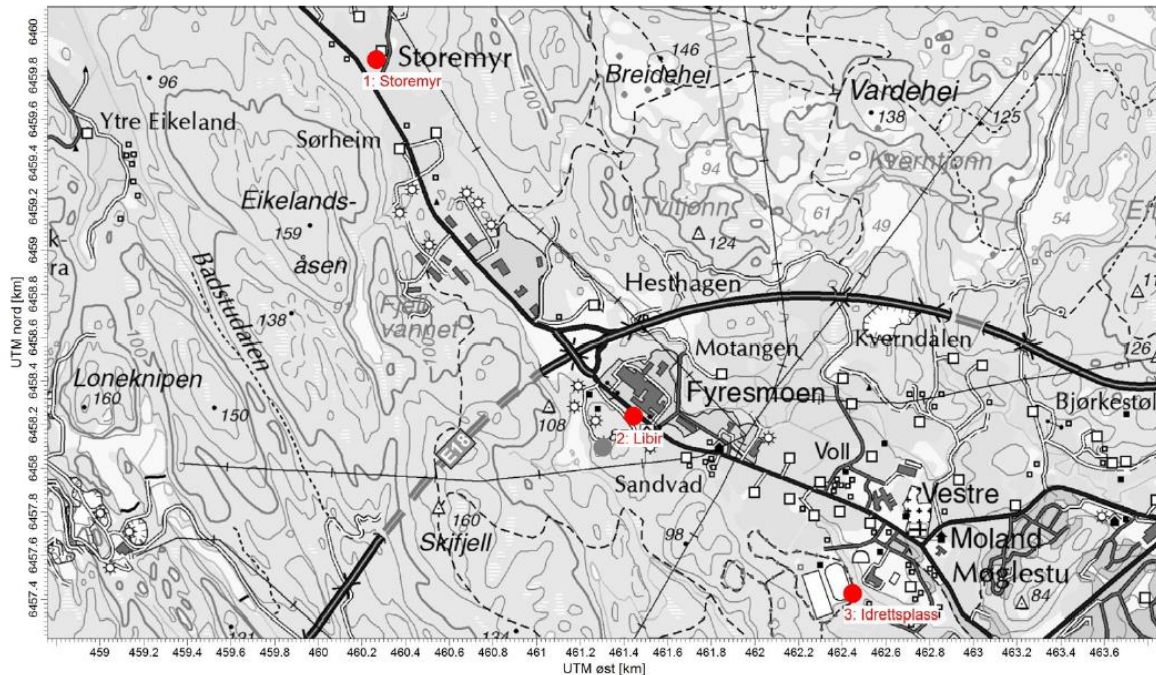 6460
6459.8
6459.6
6459.4
6459.2
6459
6458.8
6458.6
6458.4
6458.2
6458
6457.8
6457.6
6457.4
UTM nord [km]
Storemyr
1: Storemyr
146
Breidehei
Vardehei
138
125
96
Ytre Eikeland
Sørheim
Kverntjønn
94
Tvitjønn
61
49
54
124
Eikelands-
159
åsen
ra
Badstudalen
138
vannet
100
Hesthagen
Kverndalen
126
Motangen
Loneknipen
160
150
108
Fyresmoen
Bjørkestøl
2: Libir
E18
Sandvad
Voll
Vestre
Moland
Møglestu
160
Skifjell
98
84
3: Idrettsplass
459
459.2
459.4
459.6
459.8
460
460.2
460.4
460.6
460.8
461
461.2
461.4
461.6
461.8
462
462.2
462.4
462.6
462.8
463
463.2
463.4
463.6
UTM øst [km]